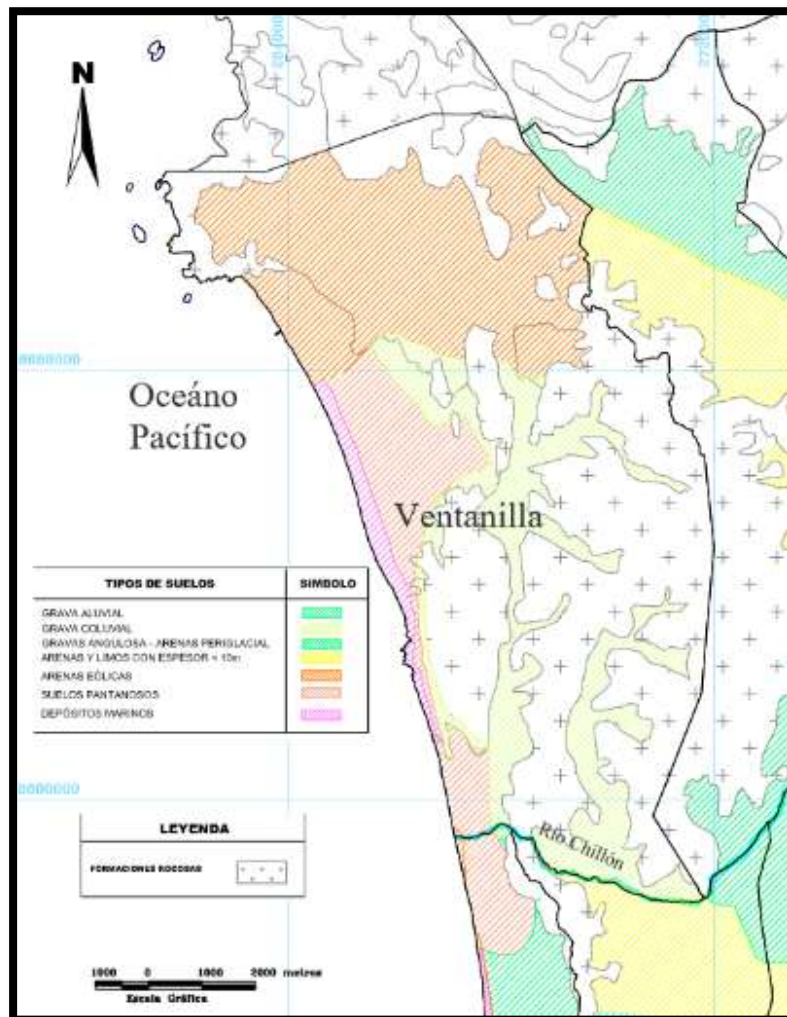 N
272000
8688000
Oceáno
Pacífico
Ventanilla
TIPOS DE SUELOS
SIMBOLO
GRAVA ALUVIAL
GRAVA COLUVIAL
GRAVAS ANGULOSA - ARENAS PERIGLACIAL
ARENAS Y LIMOS CON ESPESOR < 10m
ARENAS EÓLICAS
SUELOS PANTANOSOS
DEPÓSITOS MARINOS
Río Chillón
LEYENDA
FORMACIONES ROCOSAS
1000 0 1000 2000 metros
Escala Gráfica